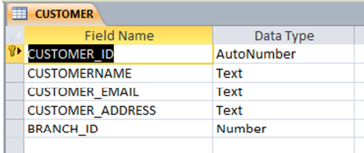 CUSTOMER
Field Name Data Type
CUSTOMER_ID AutoNumber
CUSTOMERNAME Text
CUSTOMER_EMAIL Text
CUSTOMER_ADDRESS Text
BRANCH_ID Number